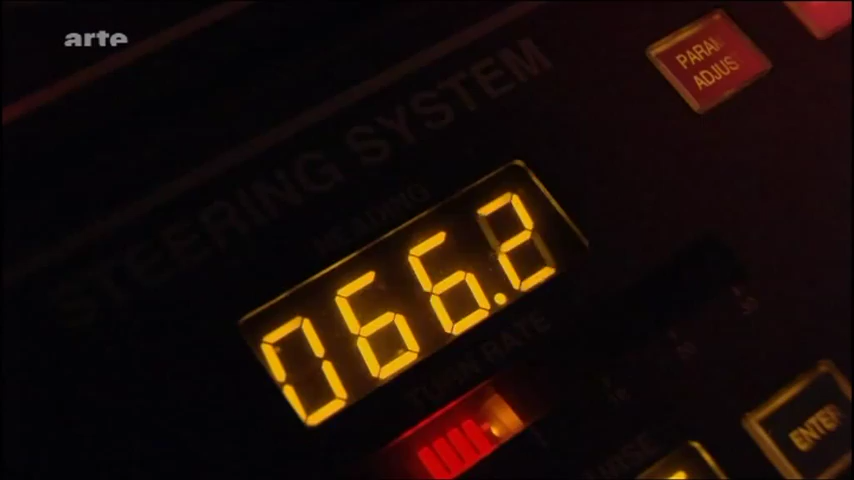 arte
PARAM
ADJUST
STEERING SYSTEM
HEADING
066.2
TURN RATE
ENTER